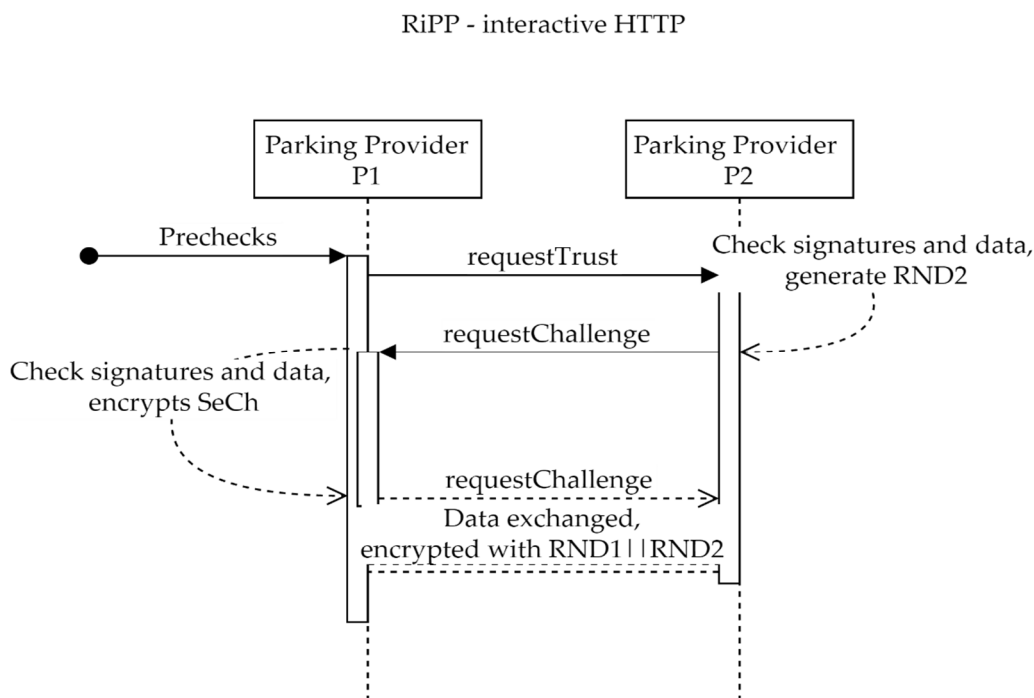 RiPP - interactive HTTP
Parking Provider
P1
Parking Provider
P2
Prechecks
requestTrust
Check signatures and data,
generate RND2
requestChallenge
Check signatures and data,
encrypts SeCh
requestChallenge
Data exchanged,
encrypted with RND1||RND2